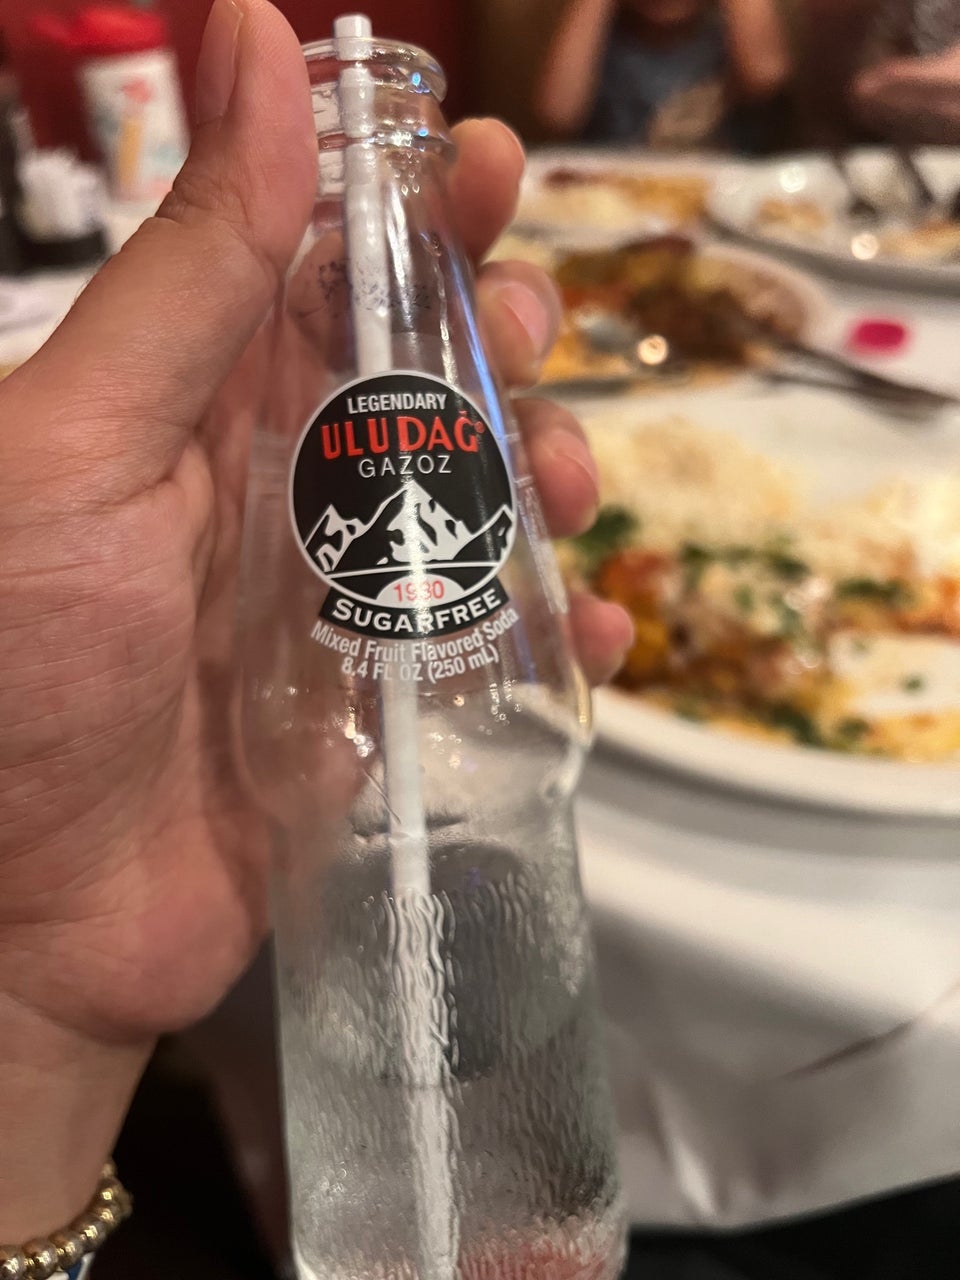 LEGENDARY
ULUDAĞ®
GAZOZ
1930
SUGARFREE
Mixed Fruit Flavored Soda
8.4 FL OZ (250 mL)